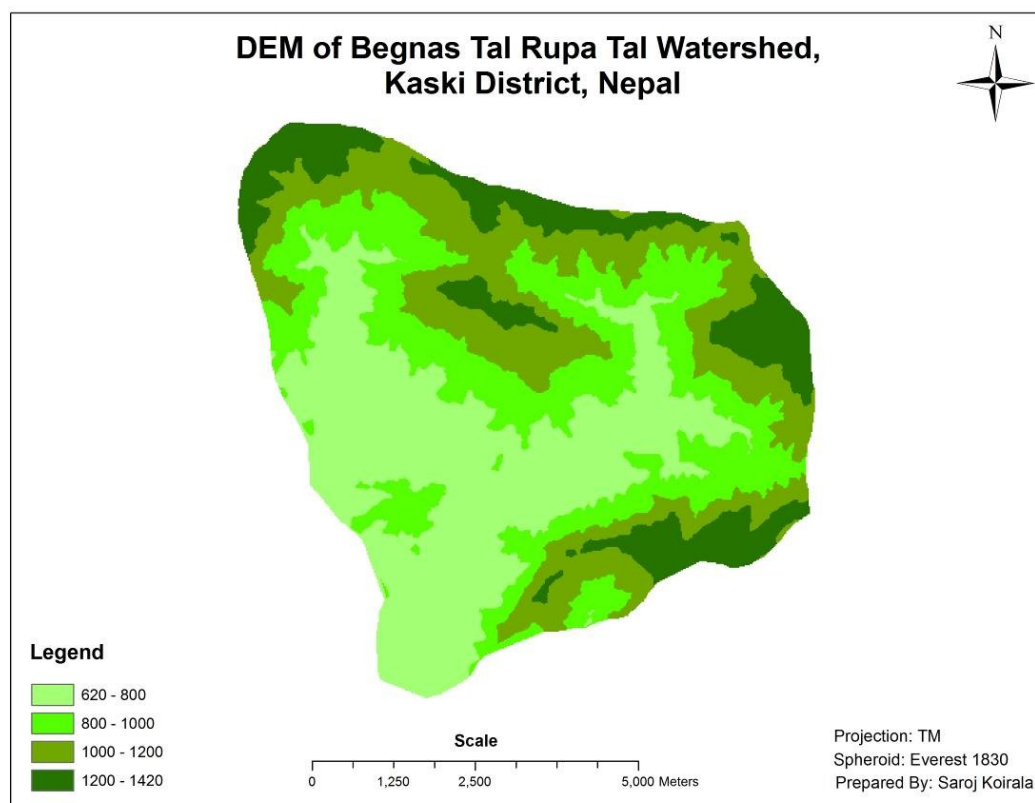 DEM of Begnas Tal Rupa Tal Watershed,
Kaski District, Nepal
N
Legend
620 - 800
800 - 1000
1000 - 1200
1200 - 1420
Scale
0 1,250 2,500 5,000 Meters
Projection: TM
Spheroid: Everest 1830
Prepared By: Saroj Koirala